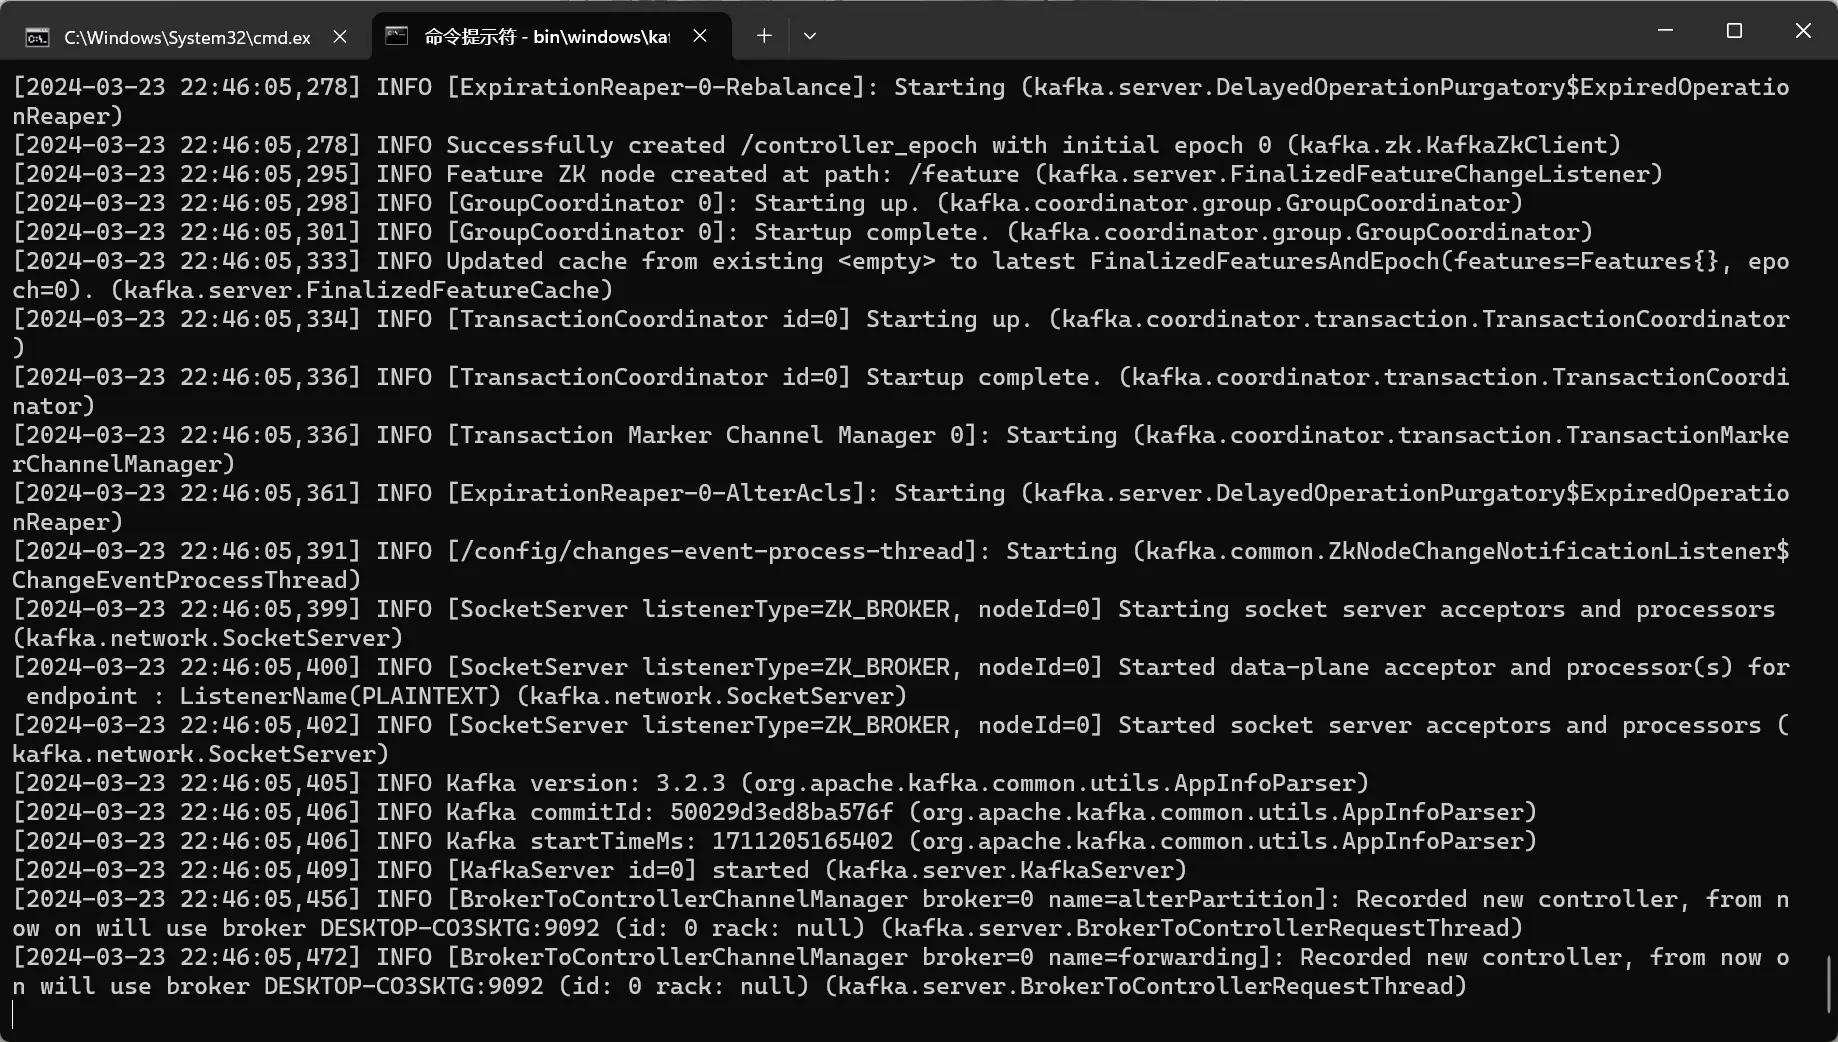 C:\Windows\System32\cmd.ex
命令提示符 - bin\windows\ka
[2024-03-23 22:46:05,278] INFO [ExpirationReaper-0-Rebalance]: Starting (kafka.server.DelayedOperationPurgatory$ExpiredOperatio
nReaper)
[2024-03-23 22:46:05,278] INFO Successfully created /controller_epoch with initial epoch 0 (kafka.zk.KafkaZkClient)
[2024-03-23 22:46:05,295] INFO Feature ZK node created at path: /feature (kafka.server.FinalizedFeatureChangeListener)
[2024-03-23 22:46:05,298] INFO [GroupCoordinator 0]: Starting up. (kafka.coordinator.group.GroupCoordinator)
[2024-03-23 22:46:05,301] INFO [GroupCoordinator 0]: Startup complete. (kafka.coordinator.group.GroupCoordinator)
[2024-03-23 22:46:05,333] INFO Updated cache from existing <empty> to latest FinalizedFeaturesAndEpoch(features=Features{}, epo
ch=0). (kafka.server.FinalizedFeatureCache)
[2024-03-23 22:46:05,334] INFO [TransactionCoordinator id=0] Starting up. (kafka.coordinator.transaction.TransactionCoordinator
)
[2024-03-23 22:46:05,336] INFO [TransactionCoordinator id=0] Startup complete. (kafka.coordinator.transaction.TransactionCoordi
nator)
[2024-03-23 22:46:05,336] INFO [Transaction Marker Channel Manager 0]: Starting (kafka.coordinator.transaction.TransactionMarke
rChannelManager)
[2024-03-23 22:46:05,361] INFO [ExpirationReaper-0-AlterAcls]: Starting (kafka.server.DelayedOperationPurgatory$ExpiredOperatio
nReaper)
[2024-03-23 22:46:05,391] INFO [/config/changes-event-process-thread]: Starting (kafka.common.ZkNodeChangeNotificationListener$
ChangeEventProcessThread)
[2024-03-23 22:46:05,399] INFO [SocketServer listenerType=ZK_BROKER, nodeId=0] Starting socket server acceptors and processors
(kafka.network.SocketServer)
[2024-03-23 22:46:05,400] INFO [SocketServer listenerType=ZK_BROKER, nodeId=0] Started data-plane acceptor and processor(s) for
 endpoint : ListenerName(PLAINTEXT) (kafka.network.SocketServer)
[2024-03-23 22:46:05,402] INFO [SocketServer listenerType=ZK_BROKER, nodeId=0] Started socket server acceptors and processors (
kafka.network.SocketServer)
[2024-03-23 22:46:05,405] INFO Kafka version: 3.2.3 (org.apache.kafka.common.utils.AppInfoParser)
[2024-03-23 22:46:05,406] INFO Kafka commitId: 50029d3ed8ba576f (org.apache.kafka.common.utils.AppInfoParser)
[2024-03-23 22:46:05,406] INFO Kafka startTimeMs: 1711205165402 (org.apache.kafka.common.utils.AppInfoParser)
[2024-03-23 22:46:05,409] INFO [KafkaServer id=0] started (kafka.server.KafkaServer)
[2024-03-23 22:46:05,456] INFO [BrokerToControllerChannelManager broker=0 name=alterPartition]: Recorded new controller, from n
ow on will use broker DESKTOP-CO3SKTG:9092 (id: 0 rack: null) (kafka.server.BrokerToControllerRequestThread)
[2024-03-23 22:46:05,472] INFO [BrokerToControllerChannelManager broker=0 name=forwarding]: Recorded new controller, from now o
n will use broker DESKTOP-CO3SKTG:9092 (id: 0 rack: null) (kafka.server.BrokerToControllerRequestThread)